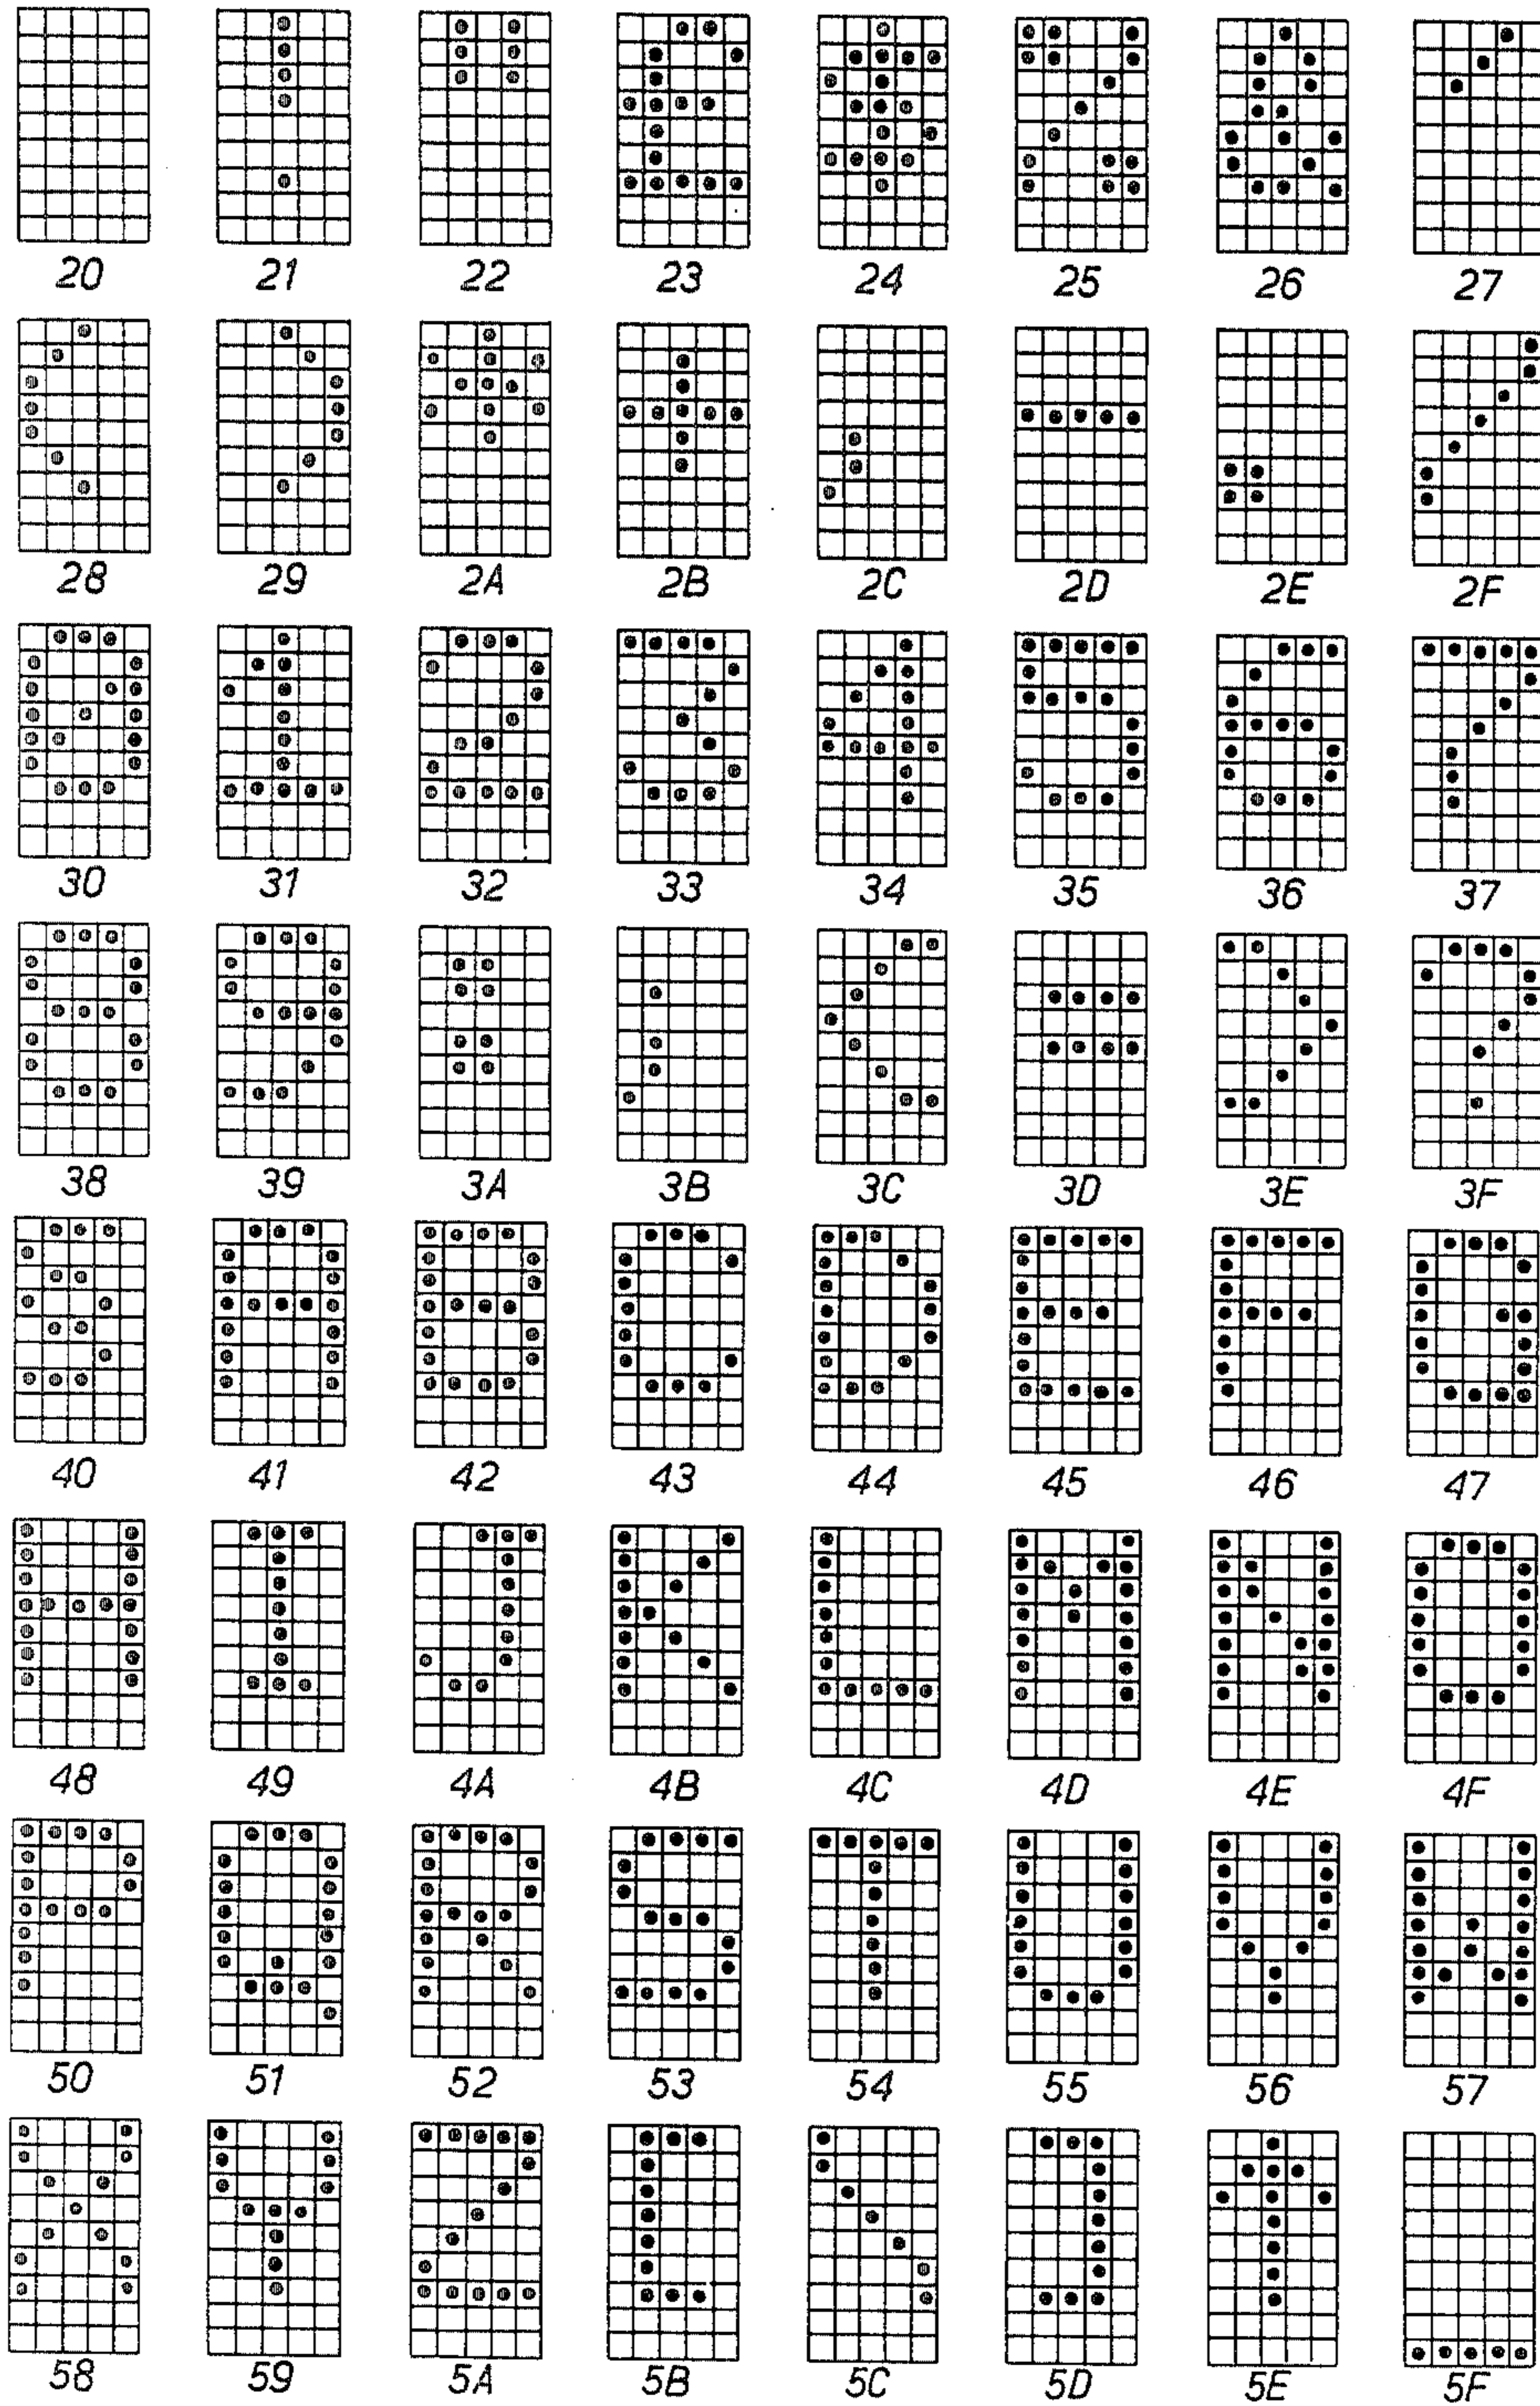 20 21 22 23 24 25 26 27
28 29 2A 2B 2C 2D 2E 2F
30 31 32 33 34 35 36 37
38 39 3A 3B 3C 3D 3E 3F
40 41 42 43 44 45 46 47
48 49 4A 4B 4C 4D 4E 4F
50 51 52 53 54 55 56 57
58 59 5A 5B 5C 5D 5E 5F